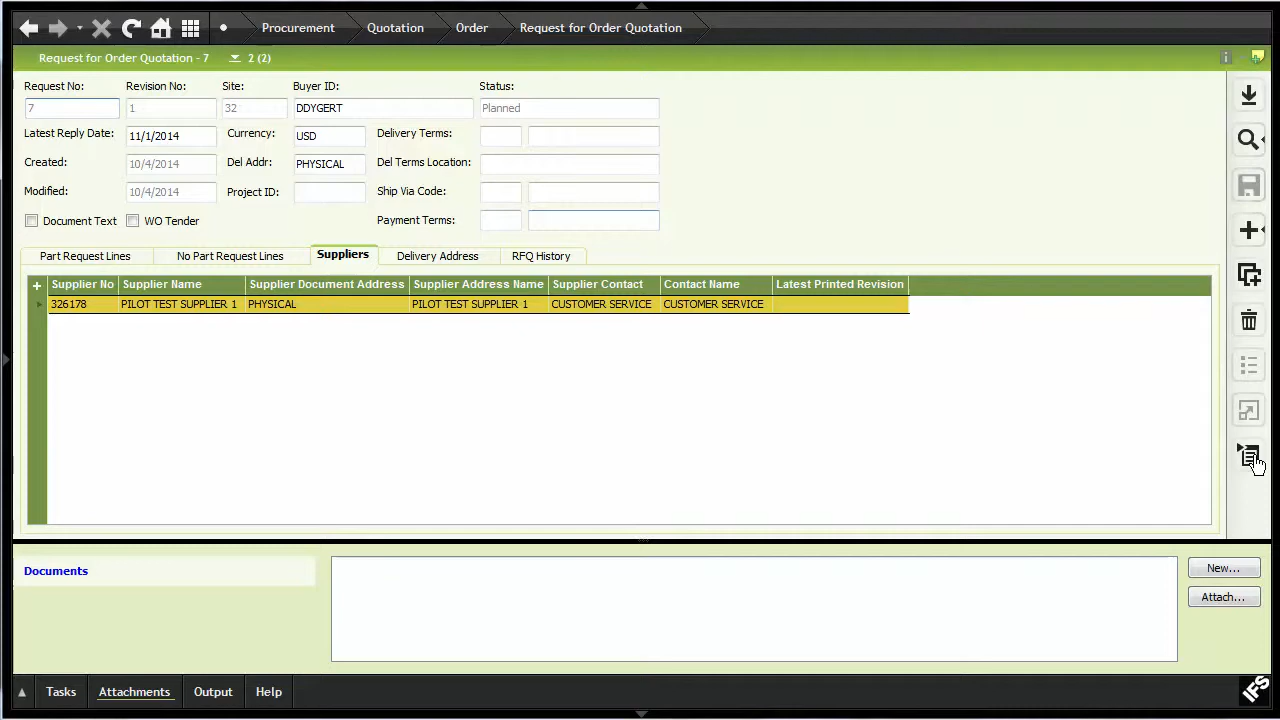 Procurement Quotation Order Request for Order Quotation
Request for Order Quotation - 7 2 (2)
Request No: Revision No: Site: Buyer ID: Status:
7 1 32 DDYGERT Planned
Latest Reply Date: 11/1/2014 Currency: USD Delivery Terms:
Created: 10/4/2014 Del Addr: PHYSICAL Del Terms Location:
Modified: 10/4/2014 Project ID: Ship Via Code:
Document Text WO Tender Payment Terms:
Part Request Lines No Part Request Lines Suppliers Delivery Address RFQ History
Supplier No Supplier Name Supplier Document Address Supplier Address Name Supplier Contact Contact Name Latest Printed Revision
326178 PILOT TEST SUPPLIER 1 PHYSICAL PILOT TEST SUPPLIER 1 CUSTOMER SERVICE CUSTOMER SERVICE
Documents
New...
Attach...
Tasks Attachments Output Help
IFS